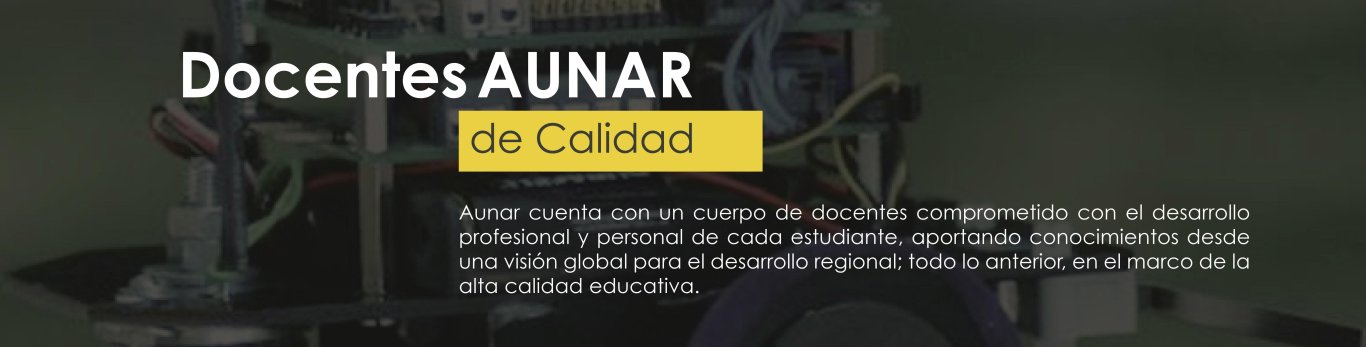 Docentes AUNAR
de Calidad
Aunar cuenta con un cuerpo de docentes comprometido con el desarrollo
profesional y personal de cada estudiante, aportando conocimientos desde
una visión global para el desarrollo regional; todo lo anterior, en el marco de la
alta calidad educativa.